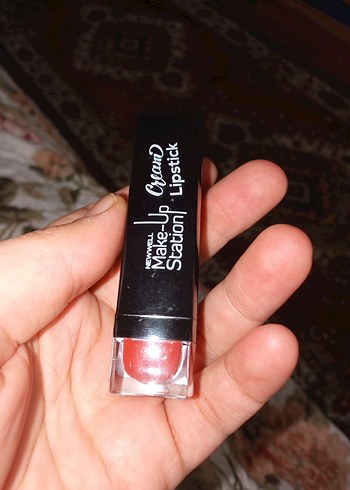 NEWWELL
Make-Up
Station
Cream
Lipstick